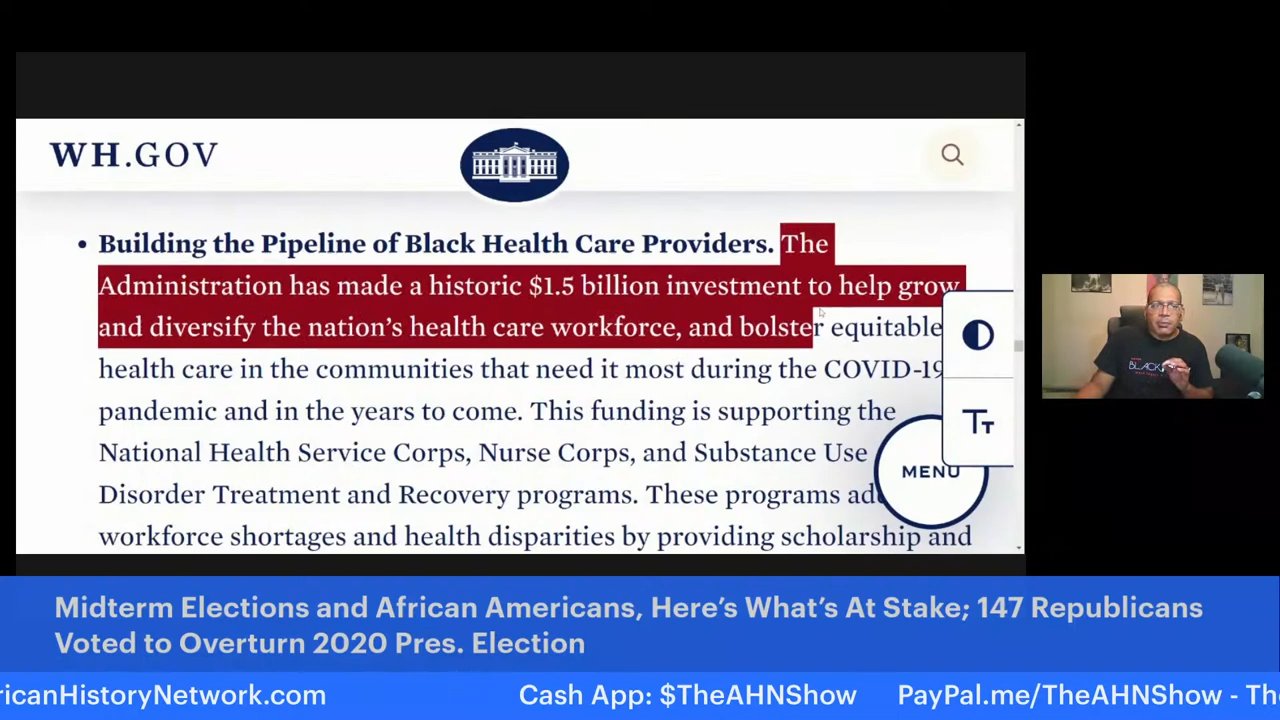 WH.GOV
• Building the Pipeline of Black Health Care Providers. The
Administration has made a historic $1.5 billion investment to help grow
and diversify the nation's health care workforce, and bolster equitable
health care in the communities that need it most during the COVID-19
pandemic and in the years to come. This funding is supporting the
National Health Service Corps, Nurse Corps, and Substance Use
Disorder Treatment and Recovery programs. These programs
workforce shortages and health disparities by providing scholarship and
TT
MENU
BLACK
Midterm Elections and African Americans, Here's What's At Stake; 147 Republicans
Voted to Overturn 2020 Pres. Election
ricanHistoryNetwork.com Cash App: $TheAHNShow PayPal.me/TheAHNShow - Th